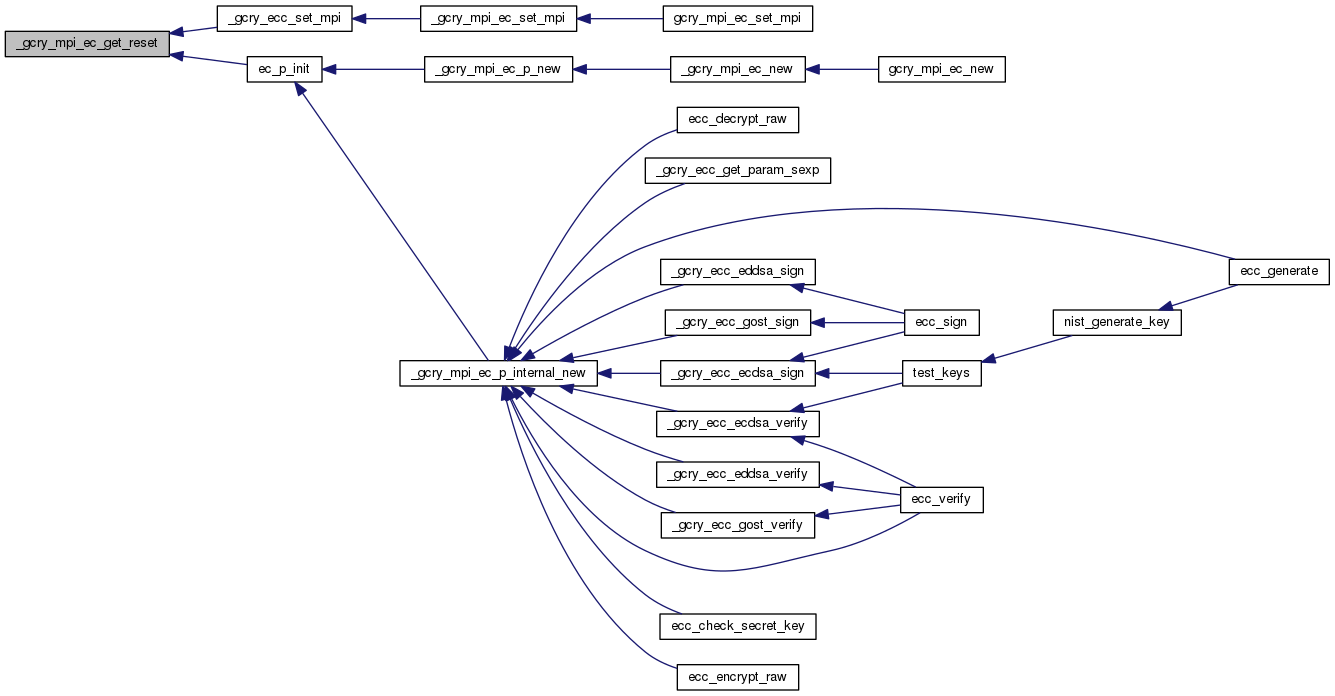 _gcry_mpi_ec_get_reset
_gcry_ecc_set_mpi
_gcry_mpi_ec_set_mpi
gcry_mpi_ec_set_mpi
ec_p_init
_gcry_mpi_ec_p_new
_gcry_mpi_ec_new
gcry_mpi_ec_new
ecc_decrypt_raw
_gcry_ecc_get_param_sexp
_gcry_ecc_eddsa_sign
ecc_generate
_gcry_ecc_gost_sign
ecc_sign
nist_generate_key
_gcry_mpi_ec_p_internal_new
_gcry_ecc_ecdsa_sign
test_keys
_gcry_ecc_ecdsa_verify
_gcry_ecc_eddsa_verify
ecc_verify
_gcry_ecc_gost_verify
ecc_check_secret_key
ecc_encrypt_raw